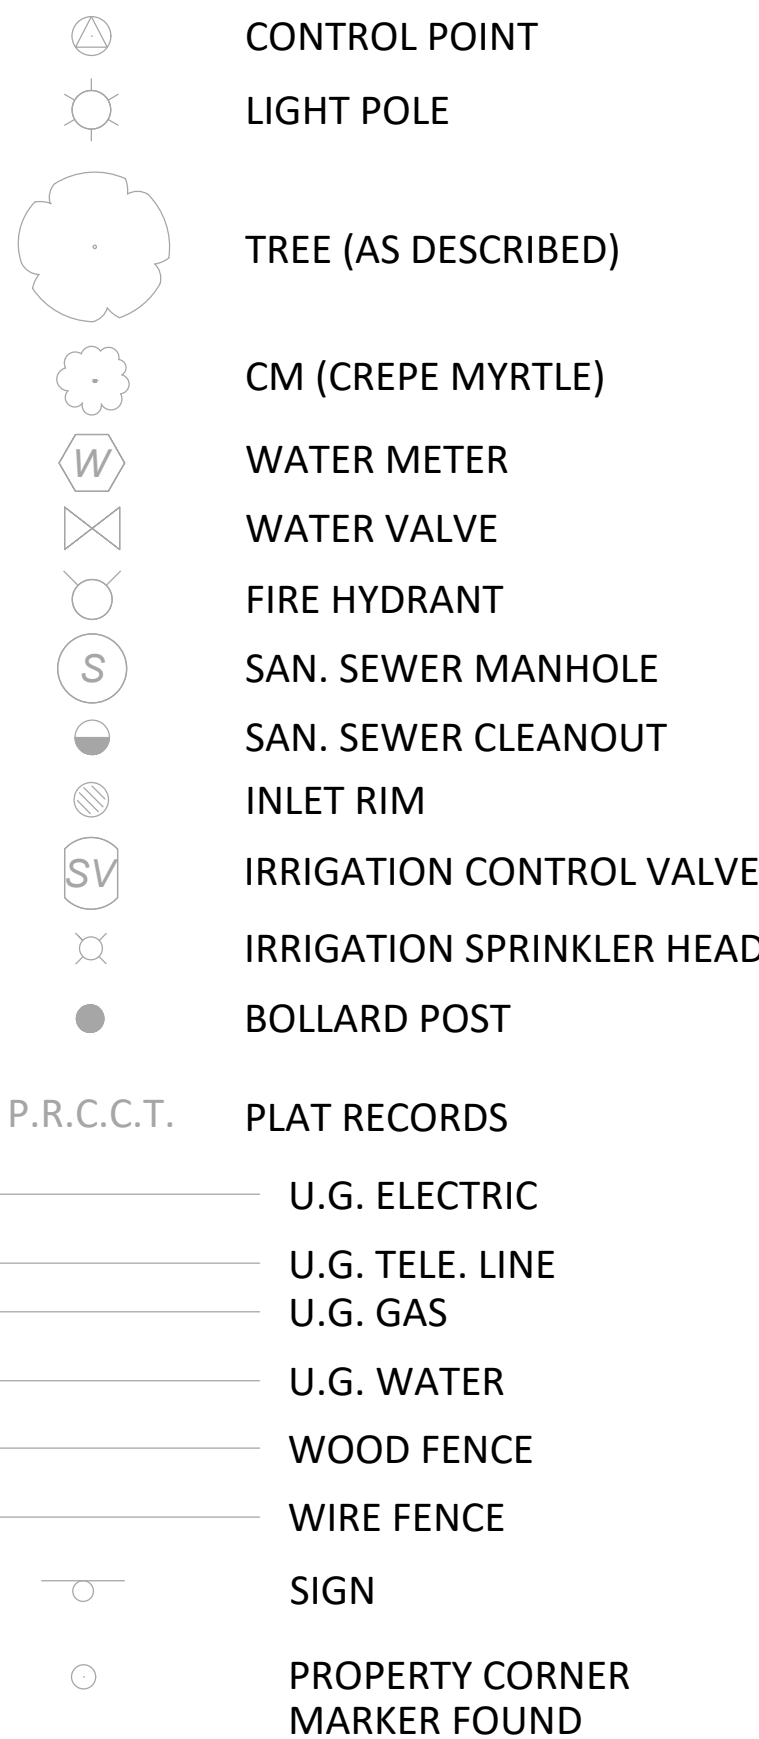 CONTROL POINT
LIGHT POLE
TREE (AS DESCRIBED)
CM (CREPE MYRTLE)
W WATER METER
WATER VALVE
FIRE HYDRANT
S SAN. SEWER MANHOLE
SAN. SEWER CLEANOUT
INLET RIM
SV IRRIGATION CONTROL VALVE
IRRIGATION SPRINKLER HEAD
BOLLARD POST
P.R.C.C.T. PLAT RECORDS
U.G. ELECTRIC
U.G. TELE. LINE
U.G. GAS
U.G. WATER
WOOD FENCE
WIRE FENCE
SIGN
PROPERTY CORNER
MARKER FOUND